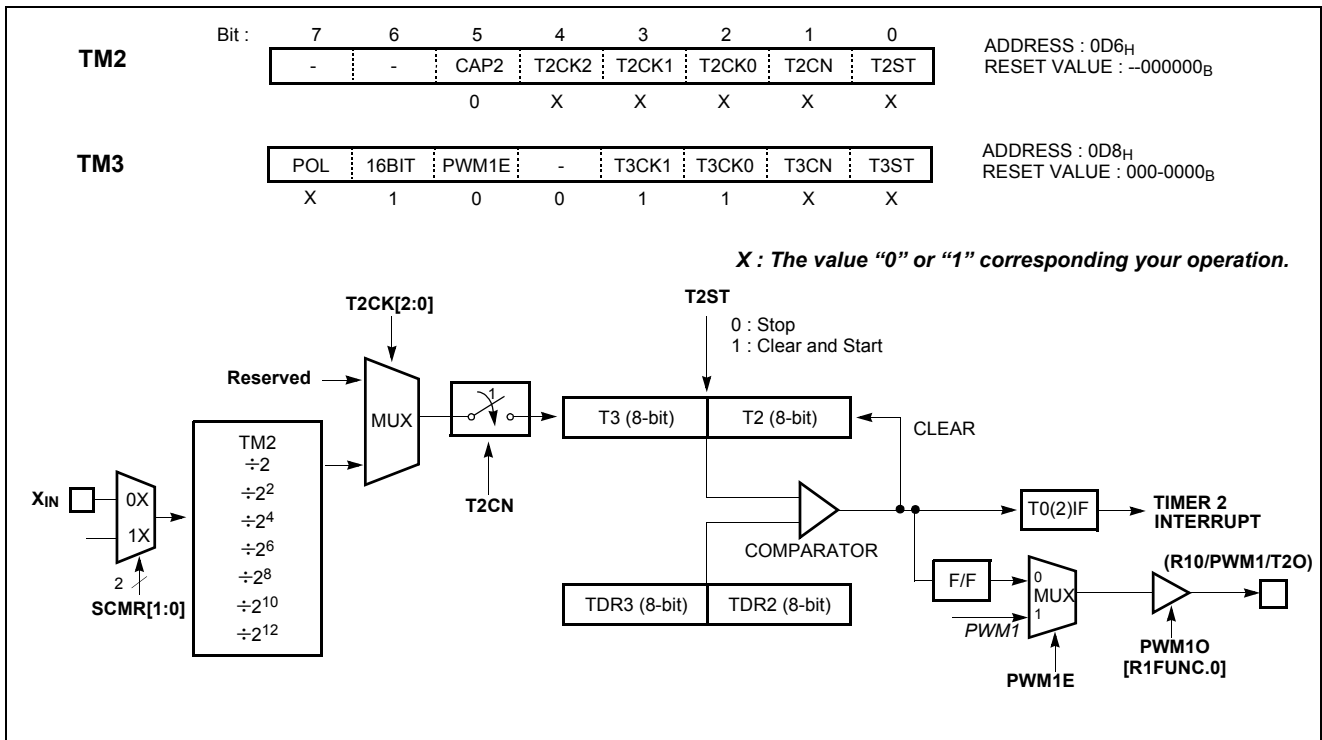 Bit : 7 6 5 4 3 2 1 0
TM2
- - CAP2 T2CK2 T2CK1 T2CK0 T2CN T2ST
0 X X X X X
ADDRESS : 0D6H
RESET VALUE : --000000B
TM3
POL 16BIT PWM1E - T3CK1 T3CK0 T3CN T3ST
X 1 0 0 1 1 X X
ADDRESS : 0D8H
RESET VALUE : 000-0000B
X : The value “0” or “1” corresponding your operation.
T2CK[2:0]
T2ST
0 : Stop
1 : Clear and Start
Reserved
MUX
1
T2CN
T3 (8-bit) T2 (8-bit)
CLEAR
XIN
0X
1X
2
SCMR[1:0]
TM2
÷2
÷2²
÷2⁴
÷2⁶
÷2⁸
÷2¹⁰
÷2¹²
COMPARATOR
TDR3 (8-bit) TDR2 (8-bit)
T0(2)IF
TIMER 2
INTERRUPT
F/F
0
MUX
1
PWM1
PWM1E
(R10/PWM1/T2O)
PWM1O
[R1FUNC.0]